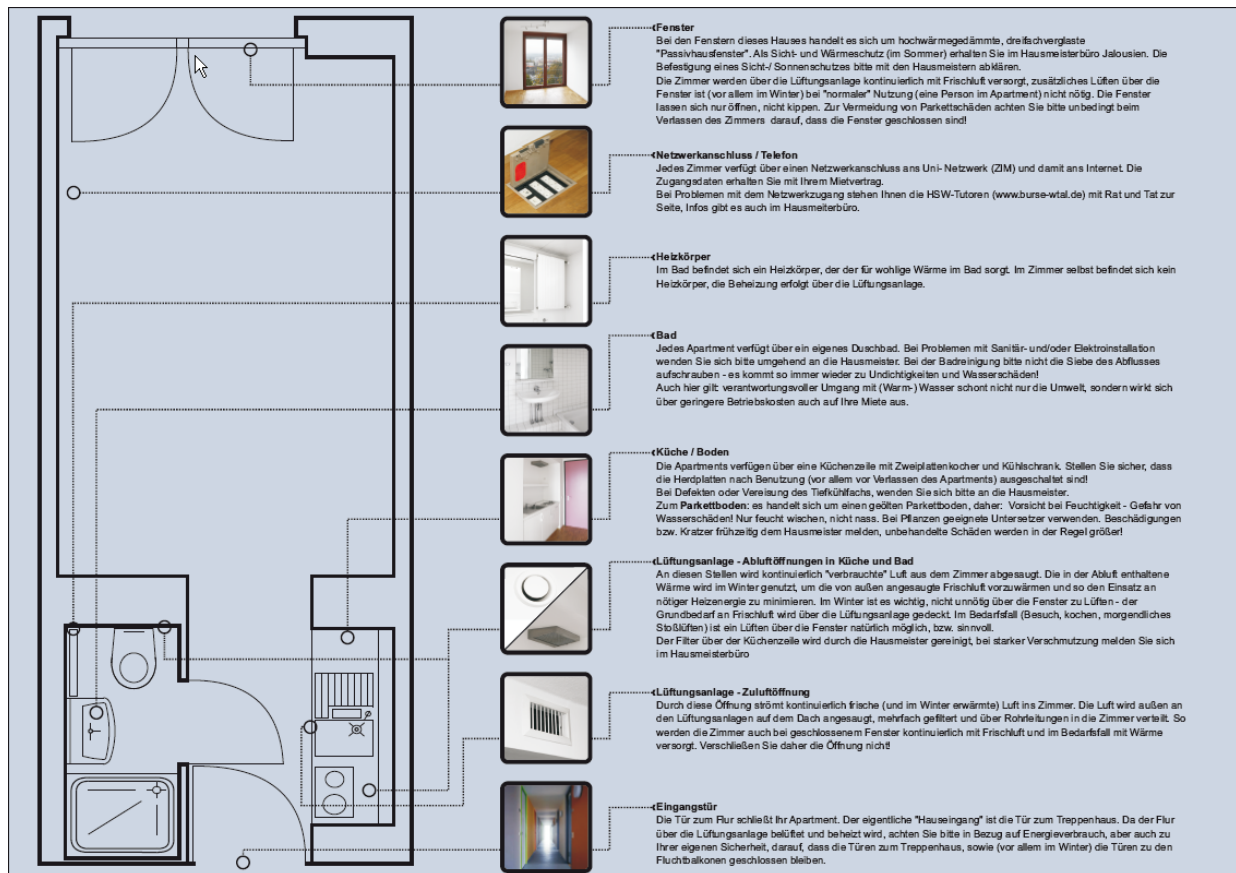 Fenster
Bei den Fenstern dieses Hauses handelt es sich um hochwärmegedämmte, dreifachverglaste
"Passivhausfenster". Als Sicht- und Wärmeschutz (im Sommer) erhalten Sie im Hausmeisterbüro Jalousien. Die
Befestigung eines Sicht-/ Sonnenschutzes bitte mit den Hausmeistern abklären.
Die Zimmer werden über die Lüftungsanlage kontinuierlich mit Frischluft versorgt, zusätzliches Lüften über die
Fenster ist (vor allem im Winter) bei "normaler" Nutzung (eine Person im Apartment) nicht nötig. Die Fenster
lassen sich nur öffnen, nicht kippen. Zur Vermeidung von Parkettschäden achten Sie bitte unbedingt beim
Verlassen des Zimmers darauf, dass die Fenster geschlossen sind!
Netzwerkanschluss / Telefon
Jedes Zimmer verfügt über einen Netzwerkanschluss ans Uni- Netzwerk (ZIM) und damit ans Internet. Die
Zugangsdaten erhalten Sie mit Ihrem Mietvertrag.
Bei Problemen mit dem Netzwerkzugang stehen Ihnen die HSW-Tutoren (www.burse-wtal.de) mit Rat und Tat zur
Seite, Infos gibt es auch im Hausmeiterbüro.
Heizkörper
Im Bad befindet sich ein Heizkörper, der der für wohlige Wärme im Bad sorgt. Im Zimmer selbst befindet sich kein
Heizkörper, die Beheizung erfolgt über die Lüftungsanlage.
Bad
Jedes Apartment verfügt über ein eigenes Duschbad. Bei Problemen mit Sanitär- und/oder Elektroinstallation
wenden Sie sich bitte umgehend an die Hausmeister. Bei der Badreinigung bitte nicht die Siebe des Abflusses
aufschrauben - es kommt so immer wieder zu Undichtigkeiten und Wasserschäden!
Auch hier gilt: verantwortungsvoller Umgang mit (Warm-) Wasser schont nicht nur die Umwelt, sondern wirkt sich
über geringere Betriebskosten auch auf Ihre Miete aus.
Küche / Boden
Die Apartments verfügen über eine Küchenzeile mit Zweiplattenkocher und Kühlschrank. Stellen Sie sicher, dass
die Herdplatten nach Benutzung (vor allem vor Verlassen des Apartments) ausgeschaltet sind!
Bei Defekten oder Vereisung des Tiefkühlfachs, wenden Sie sich bitte an die Hausmeister.
Zum Parkettboden: es handelt sich um einen geölten Parkettboden, daher: Vorsicht bei Feuchtigkeit - Gefahr von
Wasserschäden! Nur feucht wischen, nicht nass. Bei Pflanzen geeignete Untersetzer verwenden. Beschädigungen
bzw. Kratzer frühzeitig dem Hausmeister melden, unbehandelte Schäden werden in der Regel größer!
Lüftungsanlage - Abluftöffnungen in Küche und Bad
An diesen Stellen wird kontinuierlich "verbrauchte" Luft aus dem Zimmer abgesaugt. Die in der Abluft enthaltene
Wärme wird im Winter genutzt, um die von außen angesaugte Frischluft vorzuwärmen und so den Einsatz an
nötiger Heizenergie zu minimieren. Im Winter ist es wichtig, nicht unnötig über die Fenster zu Lüften - der
Grundbedarf an Frischluft wird über die Lüftungsanlage gedeckt. Im Bedarfsfall (Besuch, kochen, morgendliches
Stoßlüften) ist ein Lüften über die Fenster natürlich möglich, bzw. sinnvoll.
Der Filter über der Küchenzeile wird durch die Hausmeister gereinigt, bei starker Verschmutzung melden Sie sich
im Hausmeisterbüro
Lüftungsanlage - Zuluftöffnung
Durch diese Öffnung strömt kontinuierlich frische (und im Winter erwärmte) Luft ins Zimmer. Die Luft wird außen an
den Lüftungsanlagen auf dem Dach angesaugt, mehrfach gefiltert und über Rohrleitungen in die Zimmer verteilt. So
werden die Zimmer auch bei geschlossenem Fenster kontinuierlich mit Frischluft und im Bedarfsfall mit Wärme
versorgt. Verschließen Sie daher die Öffnung nicht!
Eingangstür
Die Tür zum Flur schließt Ihr Apartment. Der eigentliche "Hauseingang" ist die Tür zum Treppenhaus. Da der Flur
über die Lüftungsanlage belüftet und beheizt wird, achten Sie bitte in Bezug auf Energieverbrauch, aber auch zu
Ihrer eigenen Sicherheit, darauf, dass die Türen zum Treppenhaus, sowie (vor allem im Winter) die Türen zu den
Fluchtbalkonen geschlossen bleiben.